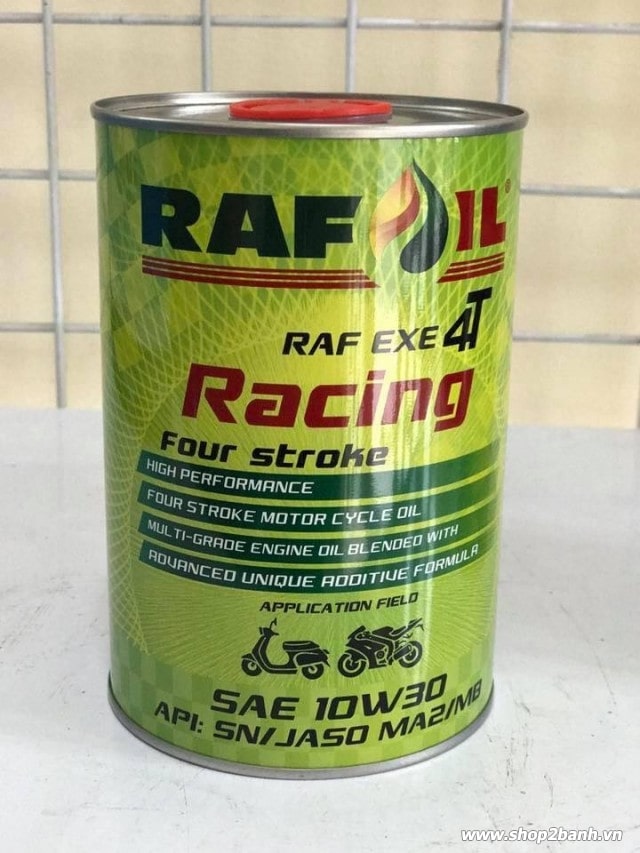 RAFOIL®
RAF EXE 4T
Racing
Four stroke
HIGH PERFORMANCE
FOUR STROKE MOTOR CYCLE OIL
MULTI-GRADE ENGINE OIL BLENDED WITH
ADVANCED UNIQUE ADDITIVE FORMULA
APPLICATION FIELD
SAE 10W30
API: SN/JASO MA2/MB
www.shop2banh.vn